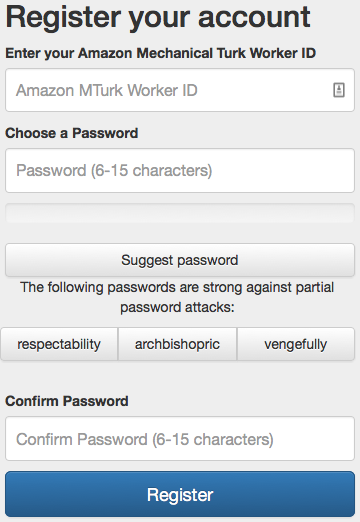 Register your account
Enter your Amazon Mechanical Turk Worker ID
Amazon MTurk Worker ID
Choose a Password
Password (6-15 characters)
Suggest password
The following passwords are strong against partial
password attacks:
respectability archbishopric vengefully
Confirm Password
Confirm Password (6-15 characters)
Register